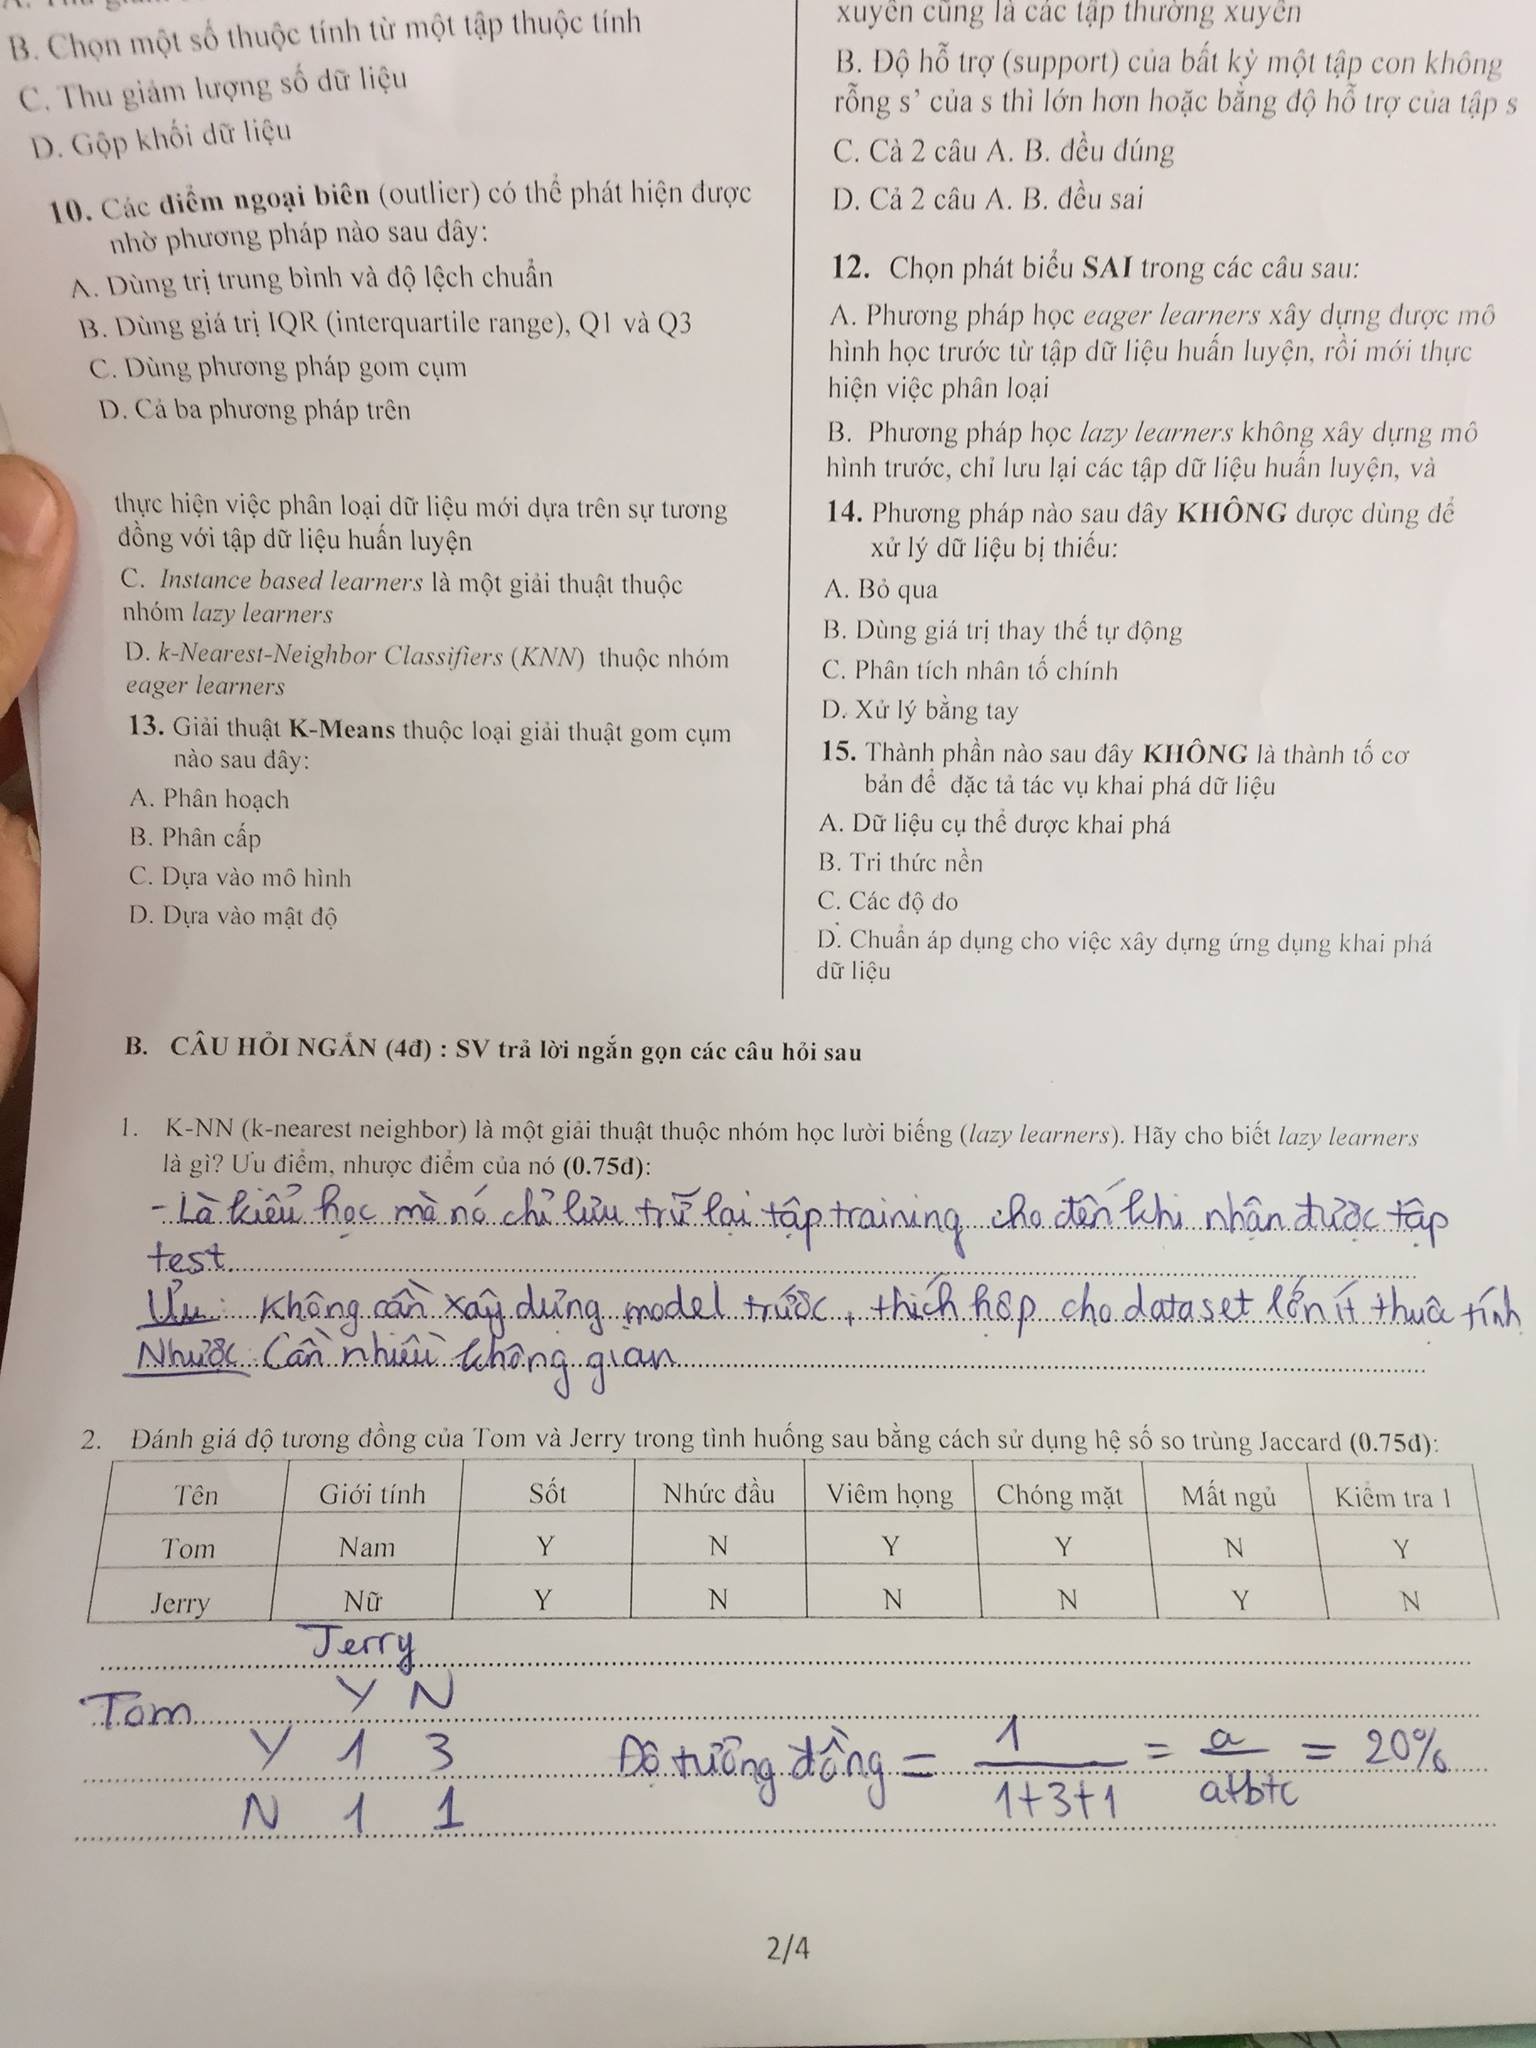 B. Chọn một số thuộc tính từ một tập thuộc tính
C. Thu giảm lượng số dữ liệu
D. Gộp khối dữ liệu
10. Các điểm ngoại biên (outlier) có thể phát hiện được
nhờ phương pháp nào sau đây:
A. Dùng trị trung bình và độ lệch chuẩn
B. Dùng giá trị IQR (interquartile range), Q1 và Q3
C. Dùng phương pháp gom cụm
D. Cả ba phương pháp trên
xuyên cũng là các tập thường xuyên
B. Độ hỗ trợ (support) của bất kỳ một tập con không
rỗng s’ của s thì lớn hơn hoặc bằng độ hỗ trợ của tập s
C. Cả 2 câu A. B. đều đúng
D. Cả 2 câu A. B. đều sai
12. Chọn phát biểu SAI trong các câu sau:
A. Phương pháp học eager learners xây dựng được mô
hình học trước từ tập dữ liệu huấn luyện, rồi mới thực
hiện việc phân loại
B. Phương pháp học lazy learners không xây dựng mô
hình trước, chỉ lưu lại các tập dữ liệu huấn luyện, và
thực hiện việc phân loại dữ liệu mới dựa trên sự tương
đồng với tập dữ liệu huấn luyện
C. Instance based learners là một giải thuật thuộc
nhóm lazy learners
D. k-Nearest-Neighbor Classifiers (KNN) thuộc nhóm
eager learners
13. Giải thuật K-Means thuộc loại giải thuật gom cụm
nào sau đây:
A. Phân hoạch
B. Phân cấp
C. Dựa vào mô hình
D. Dựa vào mật độ
14. Phương pháp nào sau đây KHÔNG được dùng để
xử lý dữ liệu bị thiếu:
A. Bỏ qua
B. Dùng giá trị thay thế tự động
C. Phân tích nhân tố chính
D. Xử lý bằng tay
15. Thành phần nào sau đây KHÔNG là thành tố cơ
bản để đặc tả tác vụ khai phá dữ liệu
A. Dữ liệu cụ thể được khai phá
B. Tri thức nền
C. Các độ đo
D. Chuẩn áp dụng cho việc xây dựng ứng dụng khai phá
dữ liệu
B. CÂU HỎI NGẮN (4đ) : SV trả lời ngắn gọn các câu hỏi sau
1. K-NN (k-nearest neighbor) là một giải thuật thuộc nhóm học lười biếng (lazy learners). Hãy cho biết lazy learners
là gì? Ưu điểm, nhược điểm của nó (0.75đ):
- Là kiểu học mà nó chỉ lưu trữ lại tập training cho đến khi nhận được tập
test.
Ưu: Không cần xây dựng model trước, thích hợp cho dataset lớn ít thuộc tính
Nhược Cần nhiều không gian
2. Đánh giá độ tương đồng của Tom và Jerry trong tình huống sau bằng cách sử dụng hệ số so trùng Jaccard (0.75đ):
Tên Giới tính Sốt Nhức đầu Viêm họng Chóng mặt Mất ngủ Kiểm tra 1
Tom Nam Y N Y Y N Y
Jerry Nữ Y N N N Y N
Jerry
Tom Y N
Y 1 3
N 1 1
Độ tương đồng = 1/(1+3+1) = a/(a+b+c) = 20%
2/4